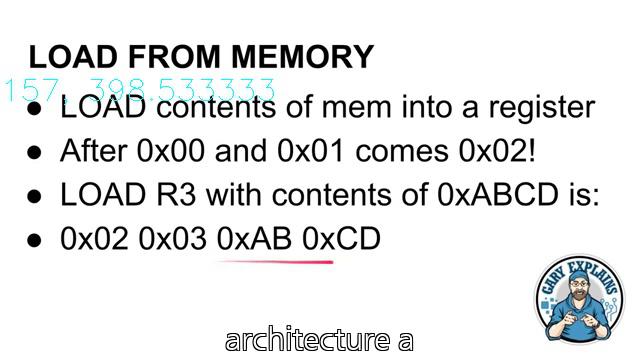 LOAD FROM MEMORY
157, 398.533333
● LOAD contents of mem into a register
● After 0x00 and 0x01 comes 0x02!
● LOAD R3 with contents of 0xABCD is:
● 0x02 0x03 0xAB 0xCD
GARY EXPLAINS
architecture a